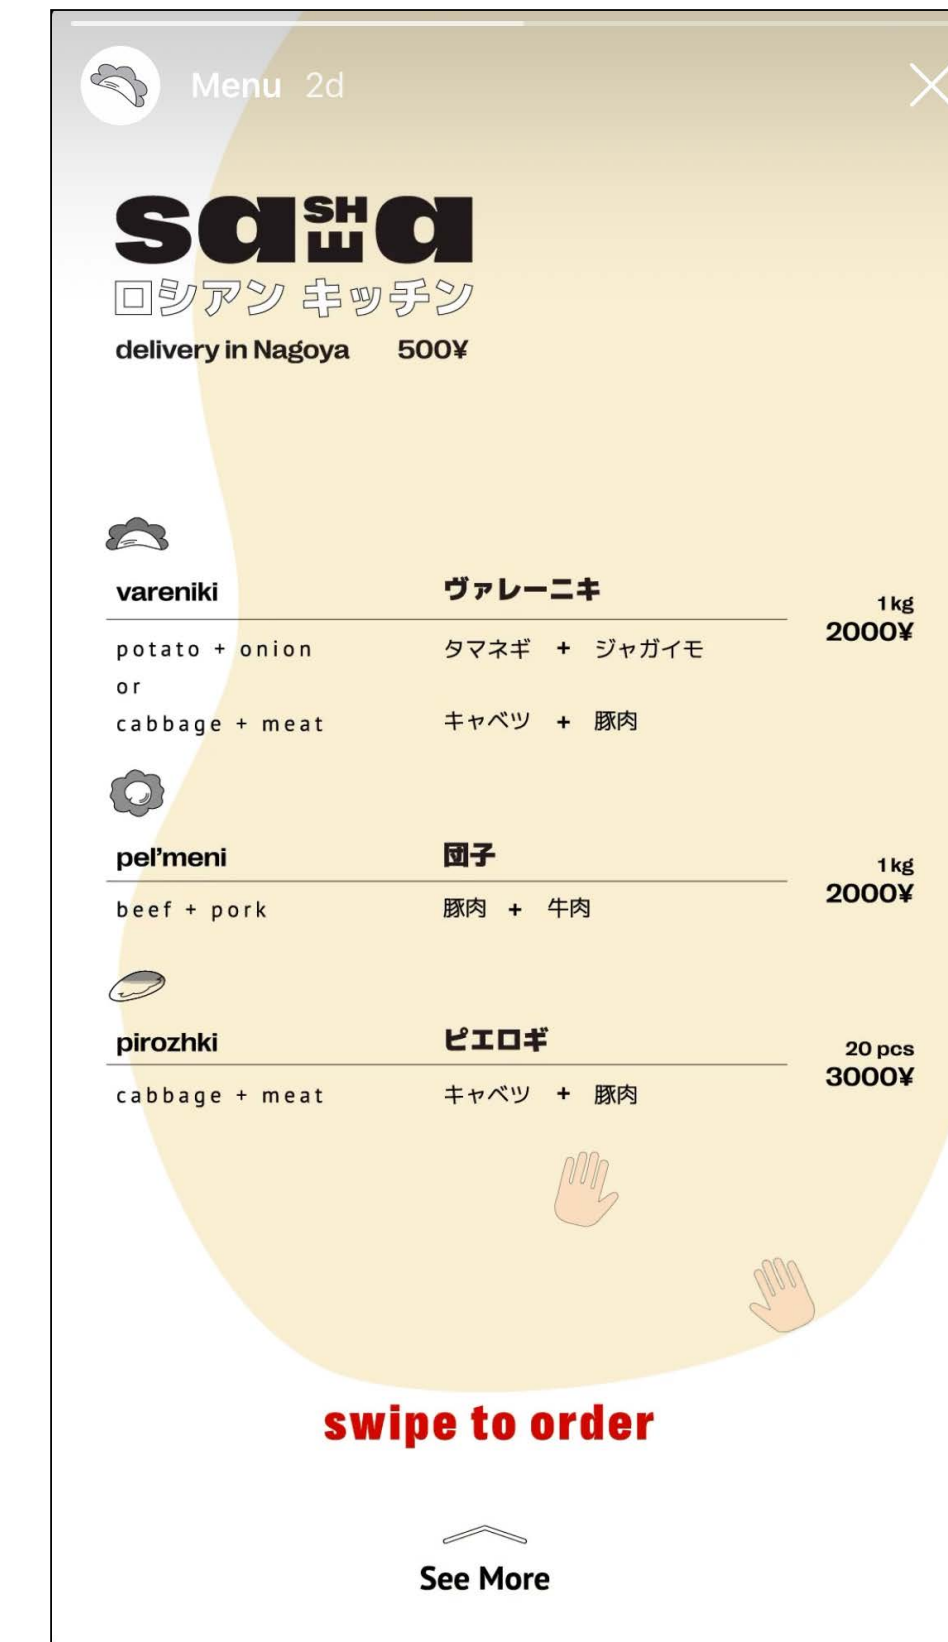 Menu 2d
saSHEa
ロシアン キッチン
delivery in Nagoya 500¥
vareniki ヴァレーニキ
1 kg
2000¥
potato + onion タマネギ + ジャガイモ
or
cabbage + meat キャベツ + 豚肉
pel'meni 団子
1 kg
2000¥
beef + pork 豚肉 + 牛肉
pirozhki ピエロギ
20 pcs
3000¥
cabbage + meat キャベツ + 豚肉
swipe to order
See More